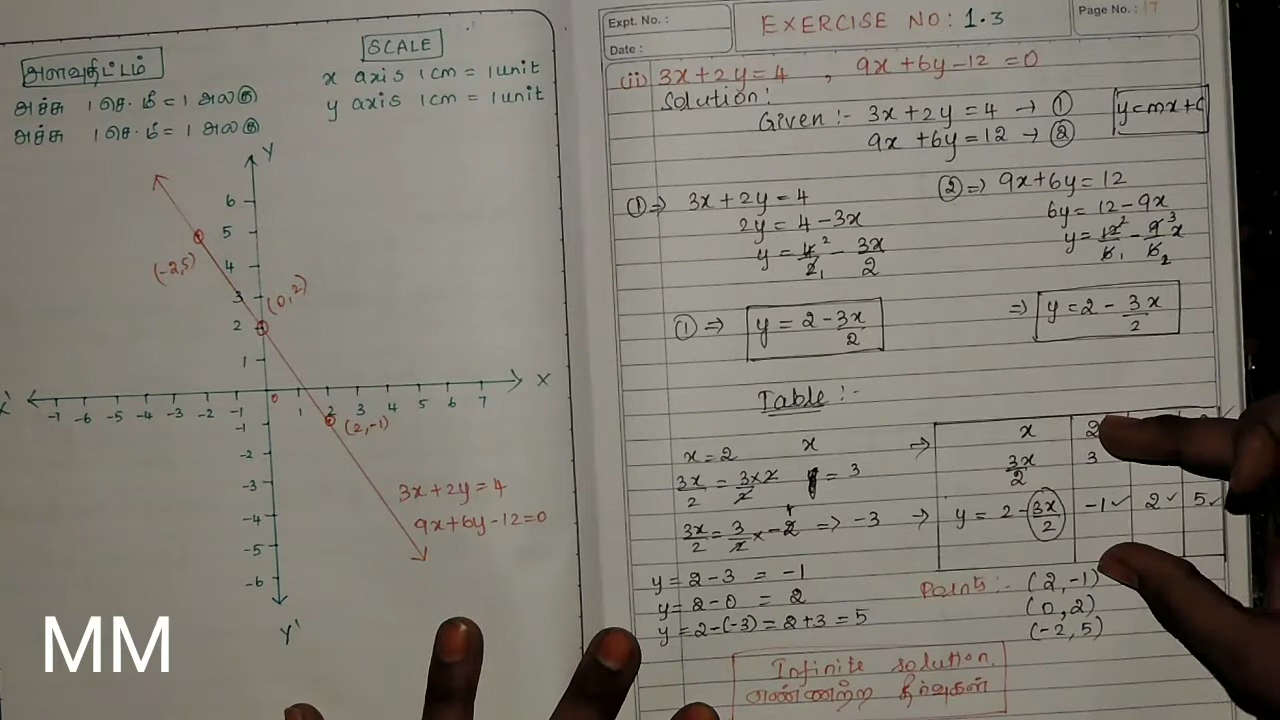 அளவுதிட்டம்
அச்சு 1 செ.மீ = 1 அலகு
அச்சு 1 செ.மீ = 1 அலகு
SCALE
x axis 1cm = 1unit
y axis 1cm = 1unit
Y
6
5
(-2,5)
4
3
(0,2)
2
1
X' -7 -6 -5 -4 -3 -2 -1 0 1 2 3 4 5 6 7 X
(2,-1)
-1
-2
-3
-4
-5
-6
Y'
3x+2y=4
9x+6y-12=0
MM
Expt. No. :
Date :
EXERCISE NO: 1.3
Page No. : 17
(ii) 3x+2y=4 , 9x+6y-12=0
Solution:
Given:- 3x+2y=4 → ①
9x+6y=12 → ②
y=mx+c
①⇒ 3x+2y=4
2y = 4-3x
y = 4/2 - 3x/2
①⇒ y = 2 - 3x/2
②⇒ 9x+6y=12
6y = 12-9x
y = 12/6 - 9/6 x
⇒ y = 2 - 3x/2
Table:-
x=2 x →
3x/2 = 3×2/2 = 3
3x/2 = 3/2 × -2 ⇒ -3 →
x 2
3x/2 3
y = 2 - 3x/2 -1✓ 2✓ 5✓
y = 2-3 = -1
y = 2-0 = 2
y = 2-(-3) = 2+3 = 5
Points:- (2,-1)
(0,2)
(-2,5)
Infinite solution.
எண்ணற்ற தீர்வுகள்